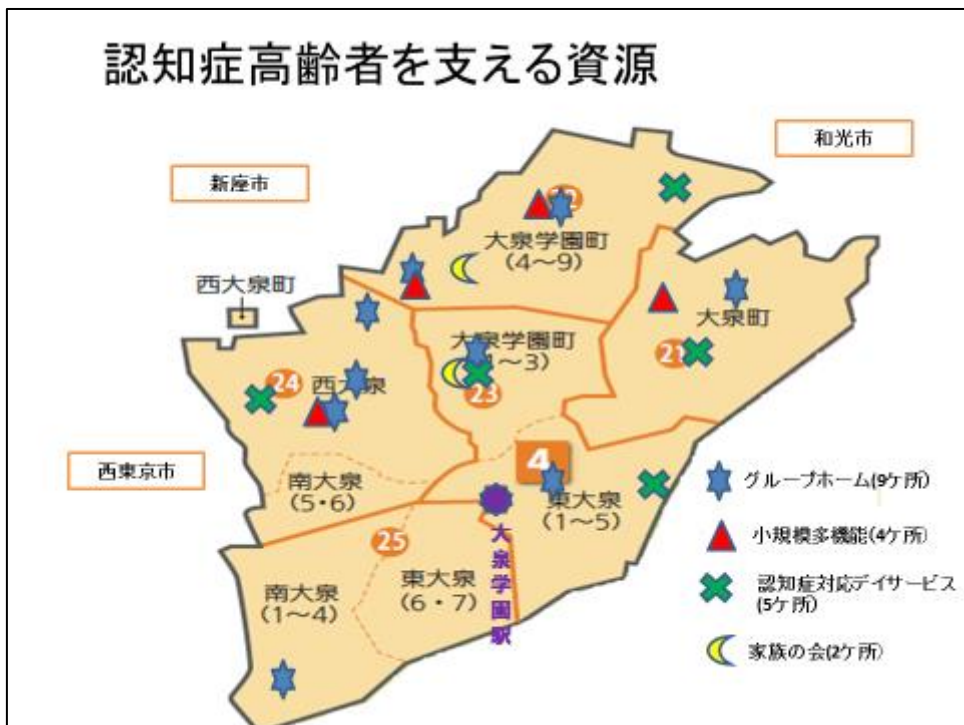 認知症高齢者を支える資源
和光市
新座市
22
大泉学園町
(4～9)
西大泉町
大泉町
大泉学園町
1～3)
21
24
西大泉
23
西東京市
4
南大泉
(5・6)
東大泉
(1～5)
グループホーム(9ケ所)
25
大泉学園駅
小規模多機能(4ケ所)
南大泉
(1～4)
東大泉
(6・7)
認知症対応デイサービス
(5ケ所)
家族の会(2ケ所)